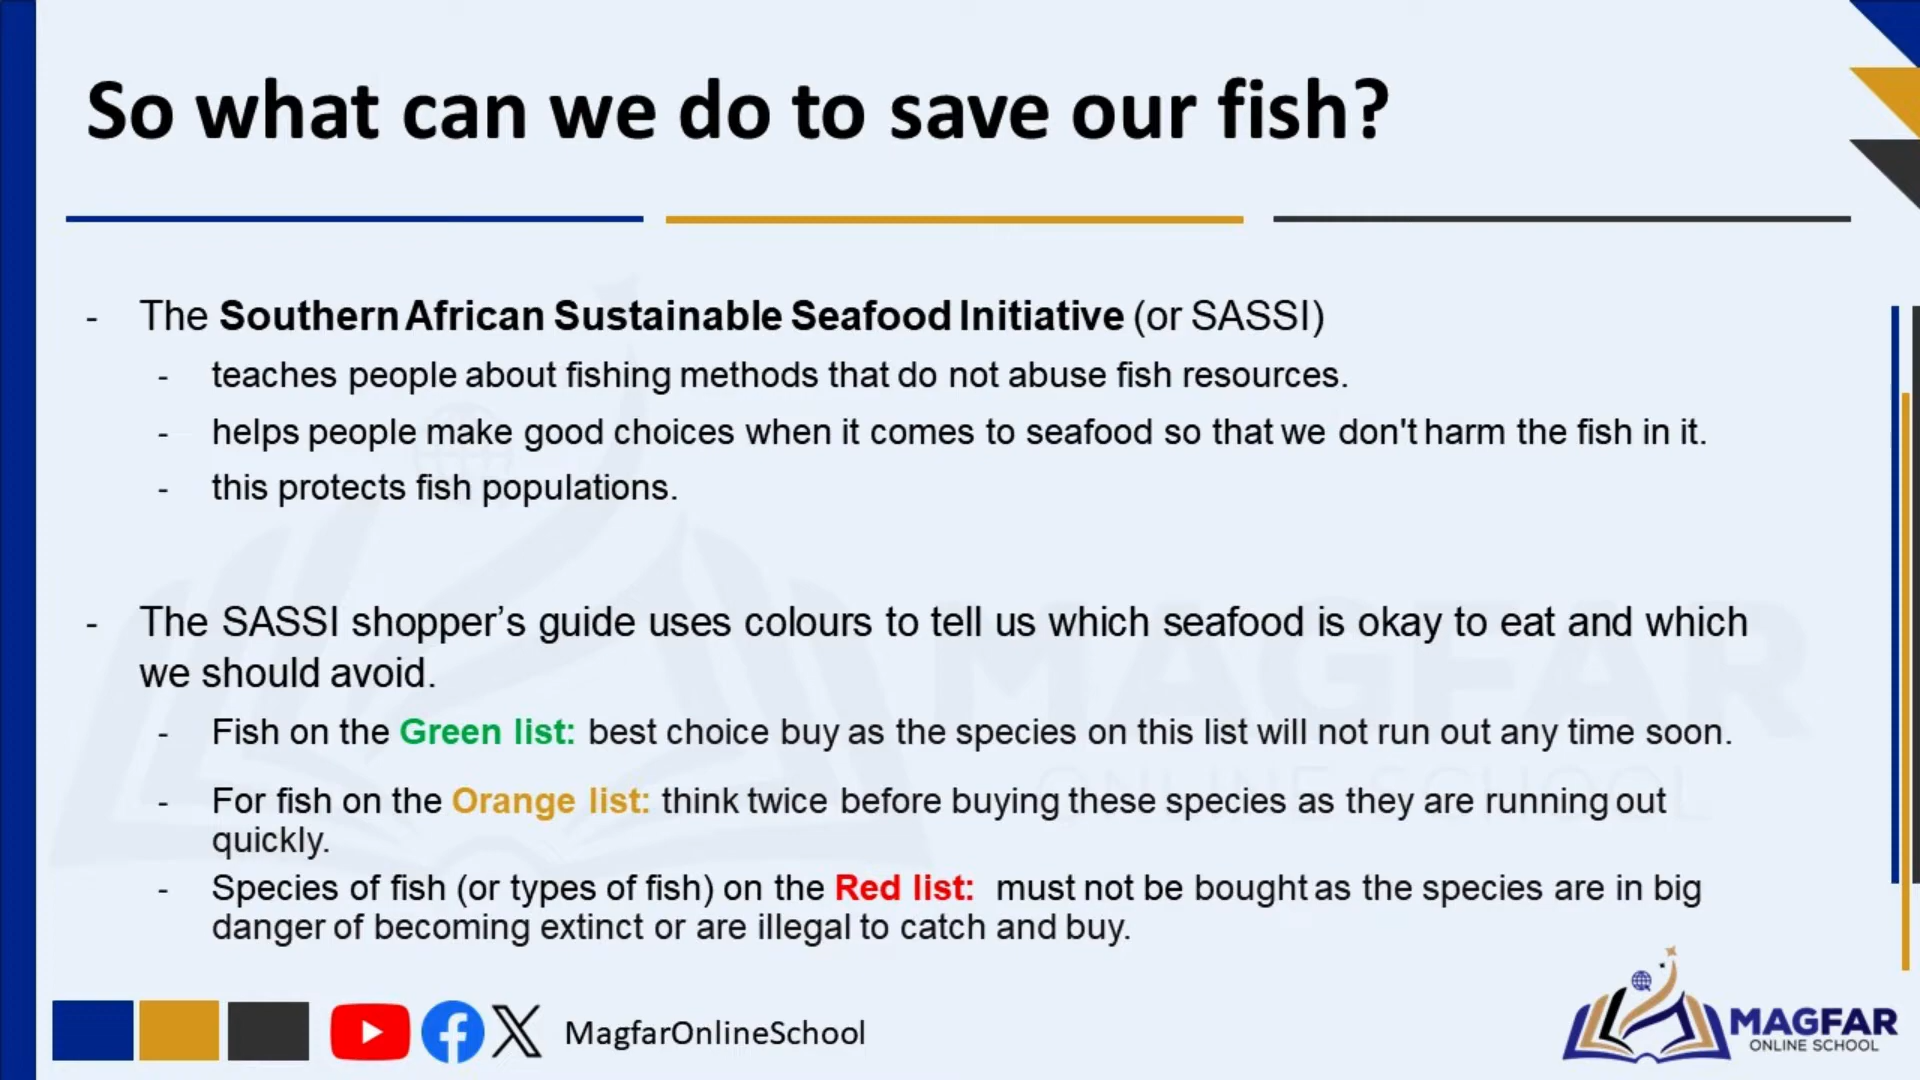 So what can we do to save our fish?
- The Southern African Sustainable Seafood Initiative (or SASSI)
- teaches people about fishing methods that do not abuse fish resources.
- helps people make good choices when it comes to seafood so that we don't harm the fish in it.
- this protects fish populations.
- The SASSI shopper’s guide uses colours to tell us which seafood is okay to eat and which
we should avoid.
- Fish on the Green list: best choice buy as the species on this list will not run out any time soon.
- For fish on the Orange list: think twice before buying these species as they are running out
quickly.
- Species of fish (or types of fish) on the Red list: must not be bought as the species are in big
danger of becoming extinct or are illegal to catch and buy.
MagfarOnlineSchool
MAGFAR
ONLINE SCHOOL
MAGFAR
ONLINE SCHOOL